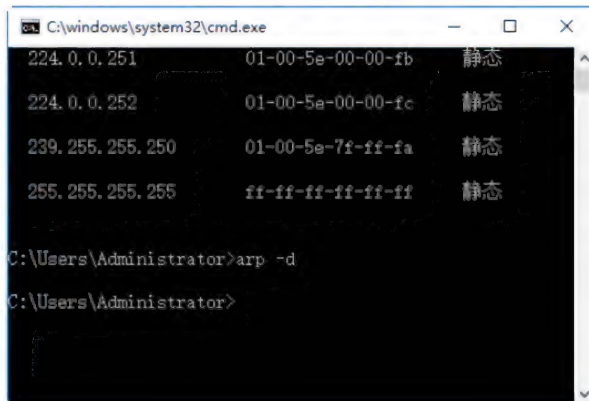 C:\windows\system32\cmd.exe
224.0.0.251 01-00-5e-00-00-fb 静态
224.0.0.252 01-00-5e-00-00-fc 静态
239.255.255.250 01-00-5e-7f-ff-fa 静态
255.255.255.255 ff-ff-ff-ff-ff-ff 静态
C:\Users\Administrator>arp -d
C:\Users\Administrator>